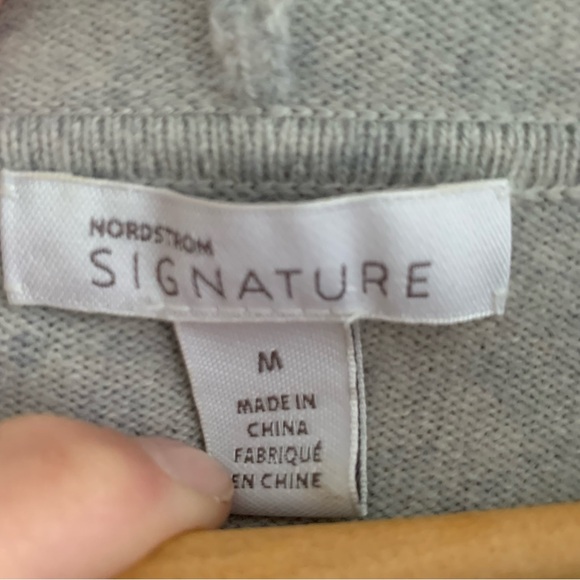 NORDSTROM
SIGNATURE
M
MADE IN
CHINA
FABRIQUÉ
EN CHINE